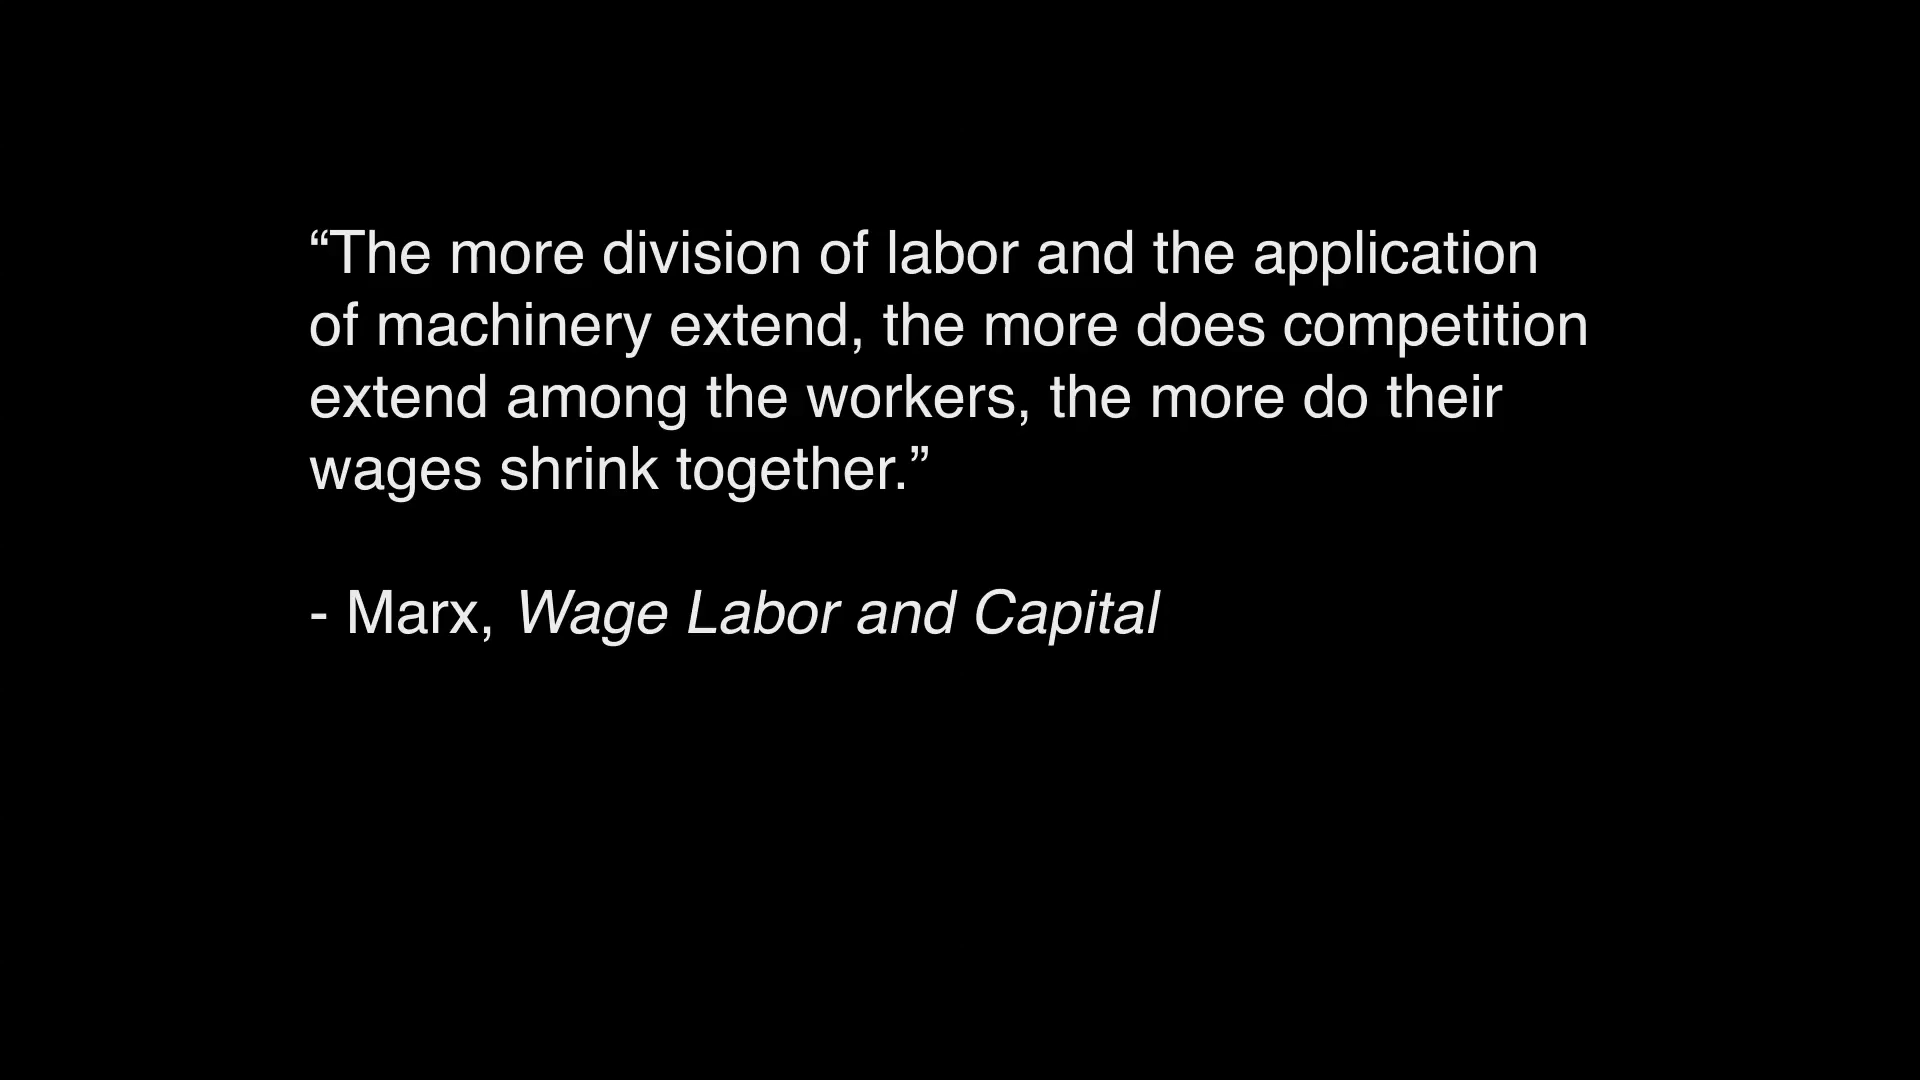 “The more division of labor and the application
of machinery extend, the more does competition
extend among the workers, the more do their
wages shrink together.”
- Marx, Wage Labor and Capital